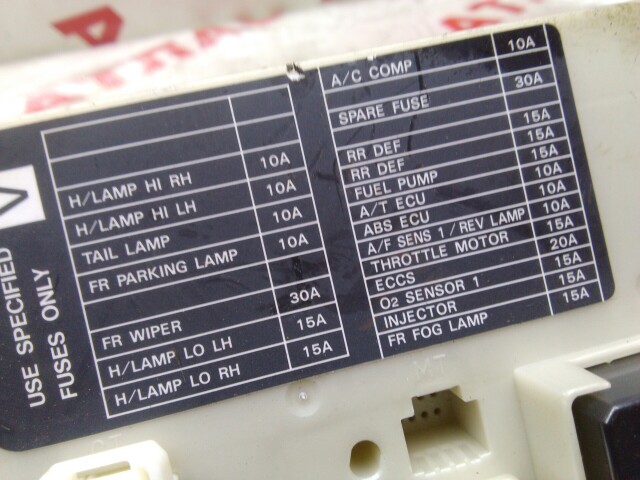 USE SPECIFIED
FUSES ONLY
H/LAMP HI RH 10A
H/LAMP HI LH 10A
TAIL LAMP 10A
FR PARKING LAMP 10A
FR WIPER 30A
H/LAMP LO LH 15A
H/LAMP LO RH 15A
A/C COMP 10A
SPARE FUSE 30A
RR DEF 15A
RR DEF 15A
FUEL PUMP 15A
A/T ECU 10A
ABS ECU 10A
A/F SENS 1/REV LAMP 10A
THROTTLE MOTOR 15A
ECCS 20A
O2 SENSOR 1 15A
INJECTOR 15A
FR FOG LAMP 15A
MT